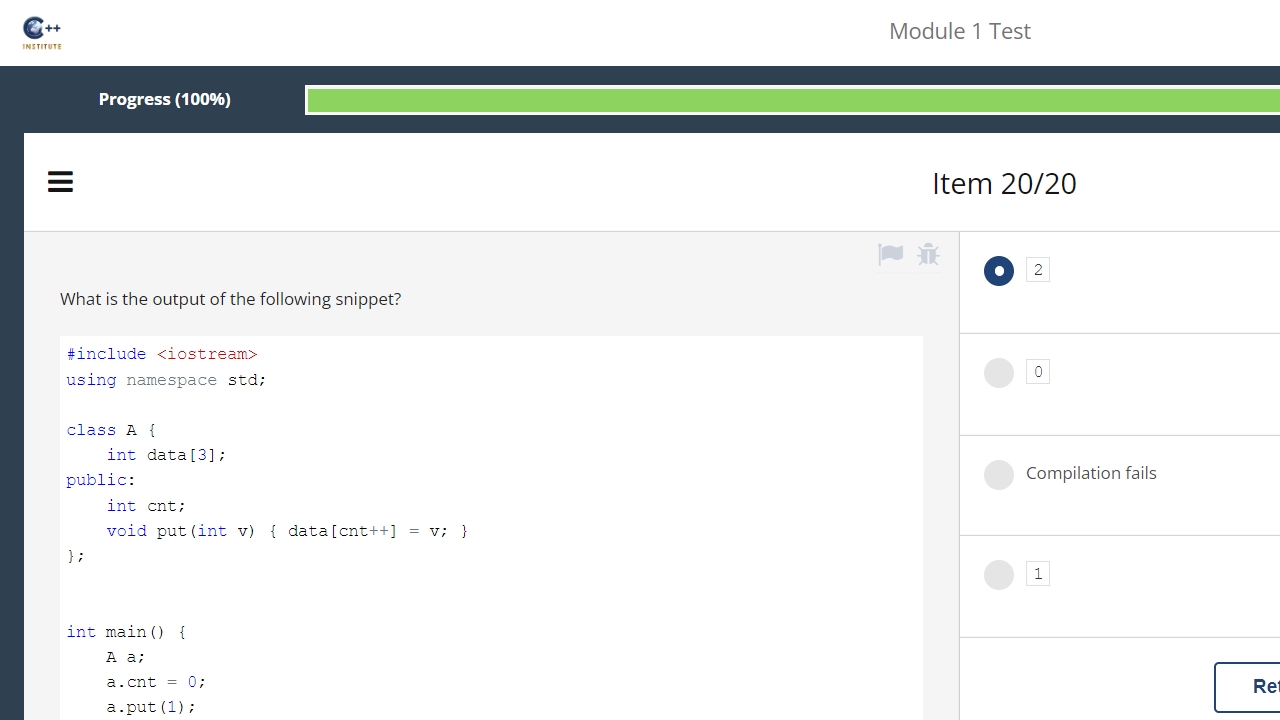 C++
INSTITUTE
Module 1 Test
Progress (100%)
Item 20/20
What is the output of the following snippet?
#include <iostream>
using namespace std;
class A {
    int data[3];
public:
    int cnt;
    void put(int v) { data[cnt++] = v; }
};
int main() {
    A a;
    a.cnt = 0;
    a.put(1);
2
0
Compilation fails
1